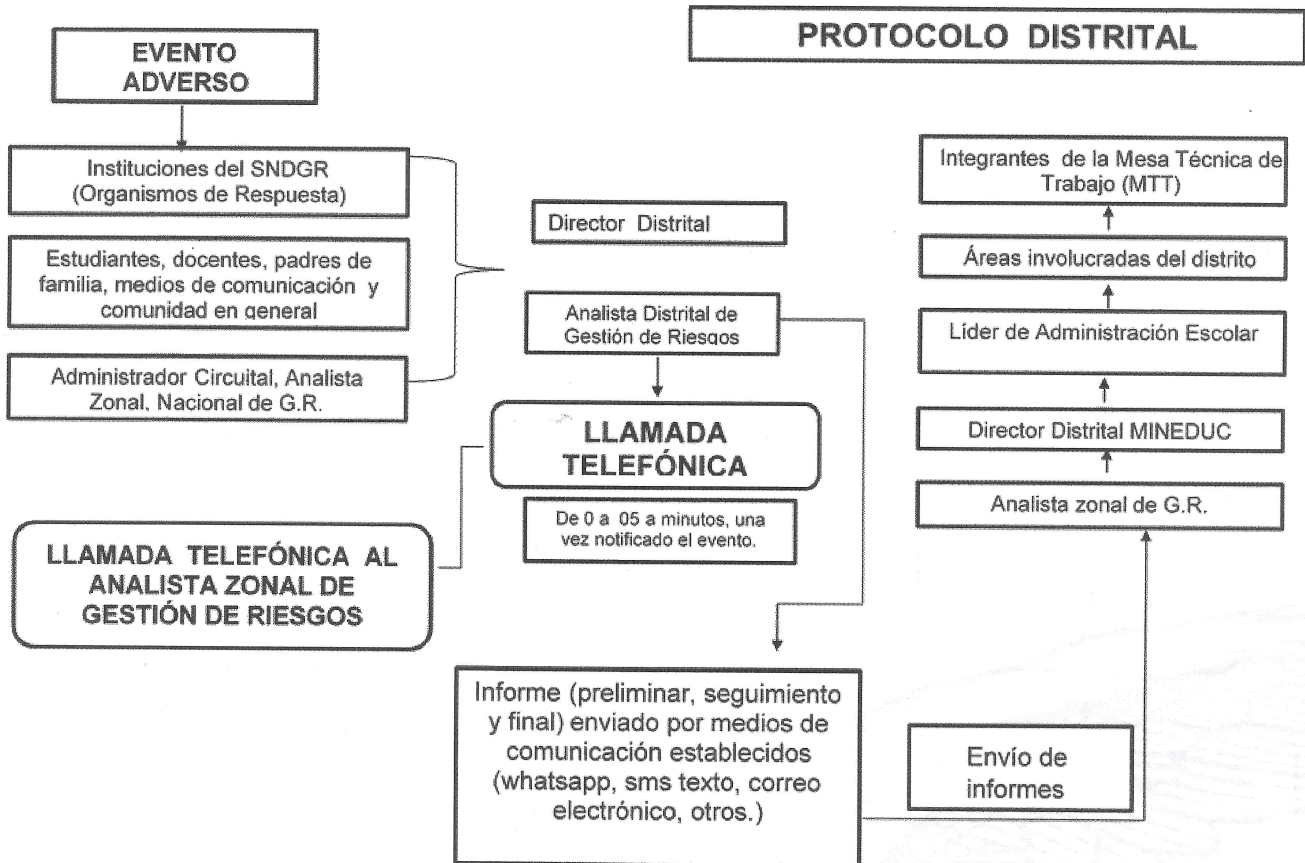 PROTOCOLO DISTRITAL
EVENTO
ADVERSO
Instituciones del SNDGR
(Organismos de Respuesta)
Estudiantes, docentes, padres de
familia, medios de comunicación y
comunidad en general
Administrador Circuital, Analista
Zonal, Nacional de G.R.
Director Distrital
Analista Distrital de
Gestión de Riesgos
LLAMADA
TELEFÓNICA
De 0 a 05 a minutos, una
vez notificado el evento.
LLAMADA TELEFÓNICA AL
ANALISTA ZONAL DE
GESTIÓN DE RIESGOS
Informe (preliminar, seguimiento
y final) enviado por medios de
comunicación establecidos
(whatsapp, sms texto, correo
electrónico, otros.)
Envío de
informes
Integrantes de la Mesa Técnica de
Trabajo (MTT)
Áreas involucradas del distrito
Líder de Administración Escolar
Director Distrital MINEDUC
Analista zonal de G.R.